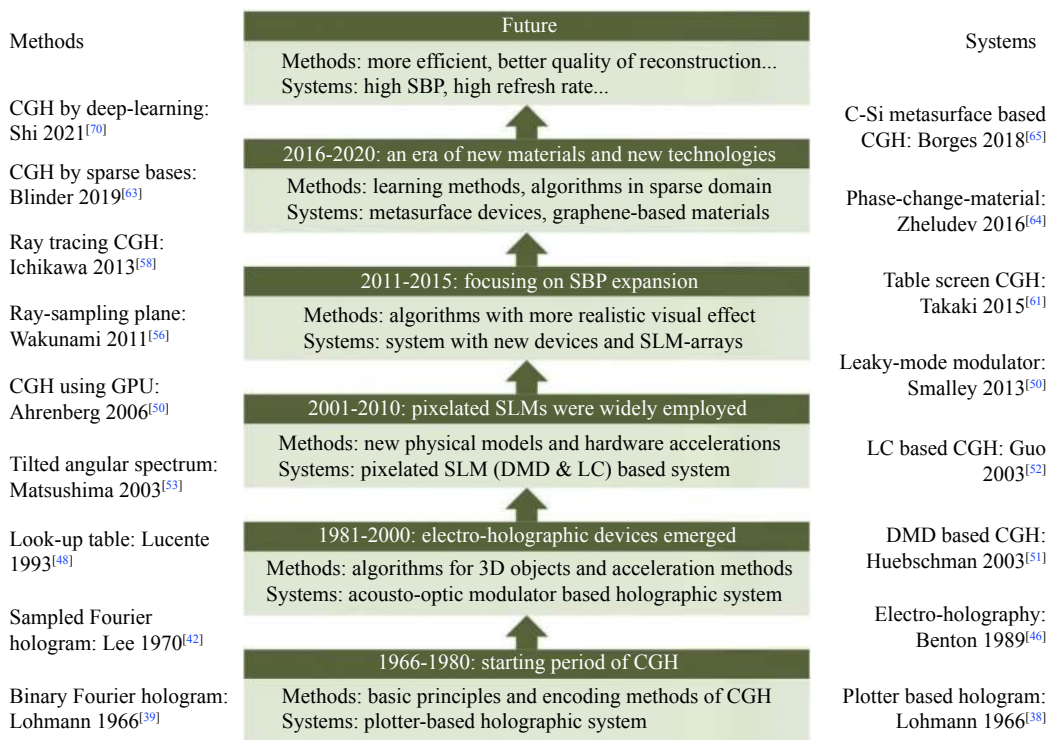 Methods
CGH by deep-learning:
Shi 2021[70]
CGH by sparse bases:
Blinder 2019[63]
Ray tracing CGH:
Ichikawa 2013[58]
Ray-sampling plane:
Wakunami 2011[56]
CGH using GPU:
Ahrenberg 2006[50]
Tilted angular spectrum:
Matsushima 2003[53]
Look-up table: Lucente
1993[48]
Sampled Fourier
hologram: Lee 1970[42]
Binary Fourier hologram:
Lohmann 1966[39]
Future
Methods: more efficient, better quality of reconstruction...
Systems: high SBP, high refresh rate...
2016-2020: an era of new materials and new technologies
Methods: learning methods, algorithms in sparse domain
Systems: metasurface devices, graphene-based materials
2011-2015: focusing on SBP expansion
Methods: algorithms with more realistic visual effect
Systems: system with new devices and SLM-arrays
2001-2010: pixelated SLMs were widely employed
Methods: new physical models and hardware accelerations
Systems: pixelated SLM (DMD & LC) based system
1981-2000: electro-holographic devices emerged
Methods: algorithms for 3D objects and acceleration methods
Systems: acousto-optic modulator based holographic system
1966-1980: starting period of CGH
Methods: basic principles and encoding methods of CGH
Systems: plotter-based holographic system
Systems
C-Si metasurface based
CGH: Borges 2018[65]
Phase-change-material:
Zheludev 2016[64]
Table screen CGH:
Takaki 2015[61]
Leaky-mode modulator:
Smalley 2013[50]
LC based CGH: Guo
2003[52]
DMD based CGH:
Huebschman 2003[51]
Electro-holography:
Benton 1989[46]
Plotter based hologram:
Lohmann 1966[38]